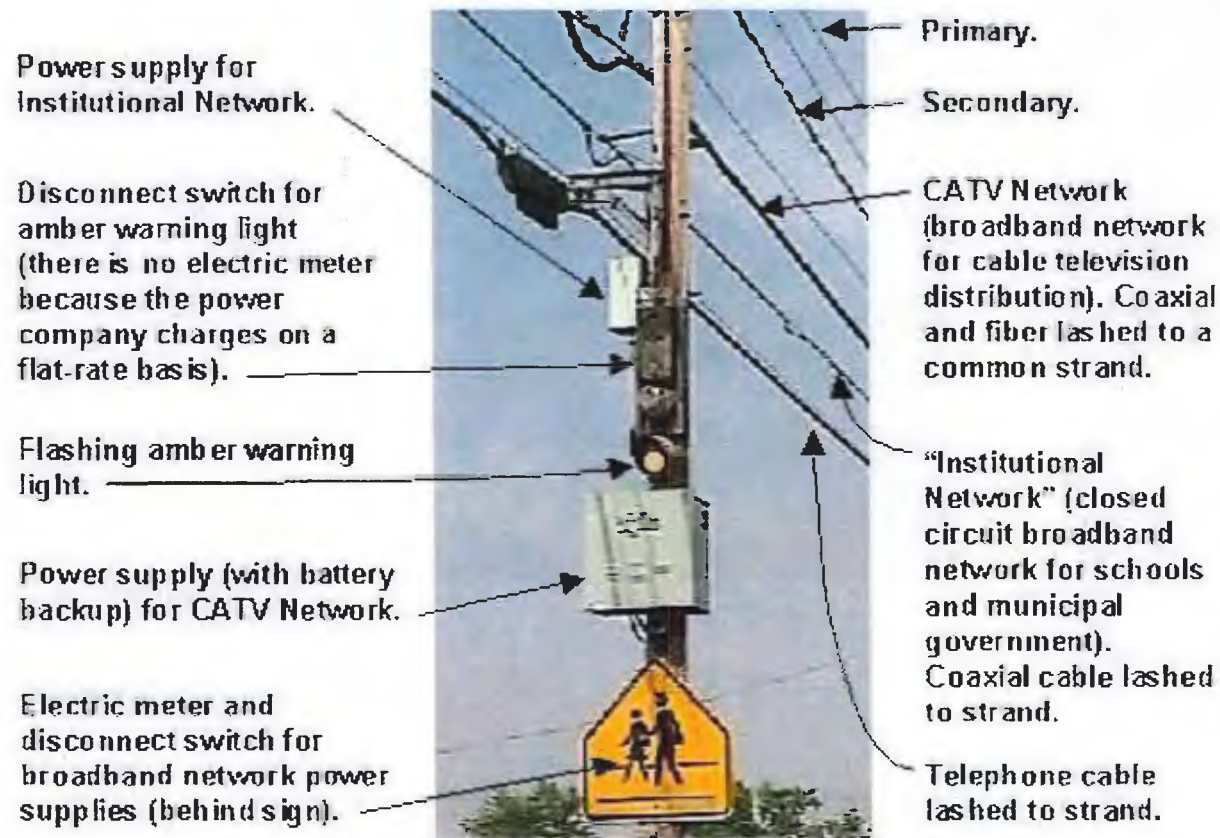 Power supply for
Institutional Network.
Disconnect switch for
amber warning light
(there is no electric meter
because the power
company charges on a
flat-rate basis).
Flashing amber warning
light.
Power supply (with battery
backup) for CATV Network.
Electric meter and
disconnect switch for
broadband network power
supplies (behind sign).
Primary.
Secondary.
CATV Network
(broadband network
for cable television
distribution). Coaxial
and fiber lashed to a
common strand.
“Institutional
Network” (closed
circuit broadband
network for schools
and municipal
government).
Coaxial cable lashed
to strand.
Telephone cable
lashed to strand.